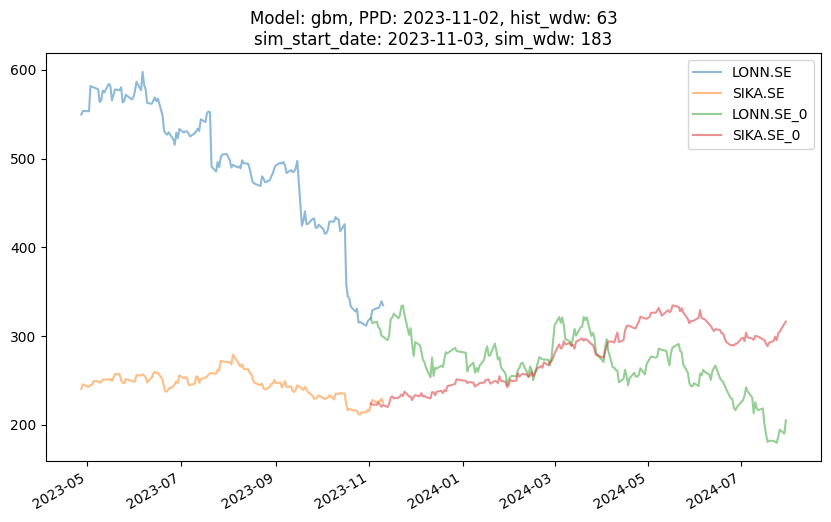 Model: gbm, PPD: 2023-11-02, hist_wdw: 63
sim_start_date: 2023-11-03, sim_wdw: 183
LONN.SE
SIKA.SE
LONN.SE_0
SIKA.SE_0
600
500
400
300
200
2023-05
2023-07
2023-09
2023-11
2024-01
2024-03
2024-05
2024-07